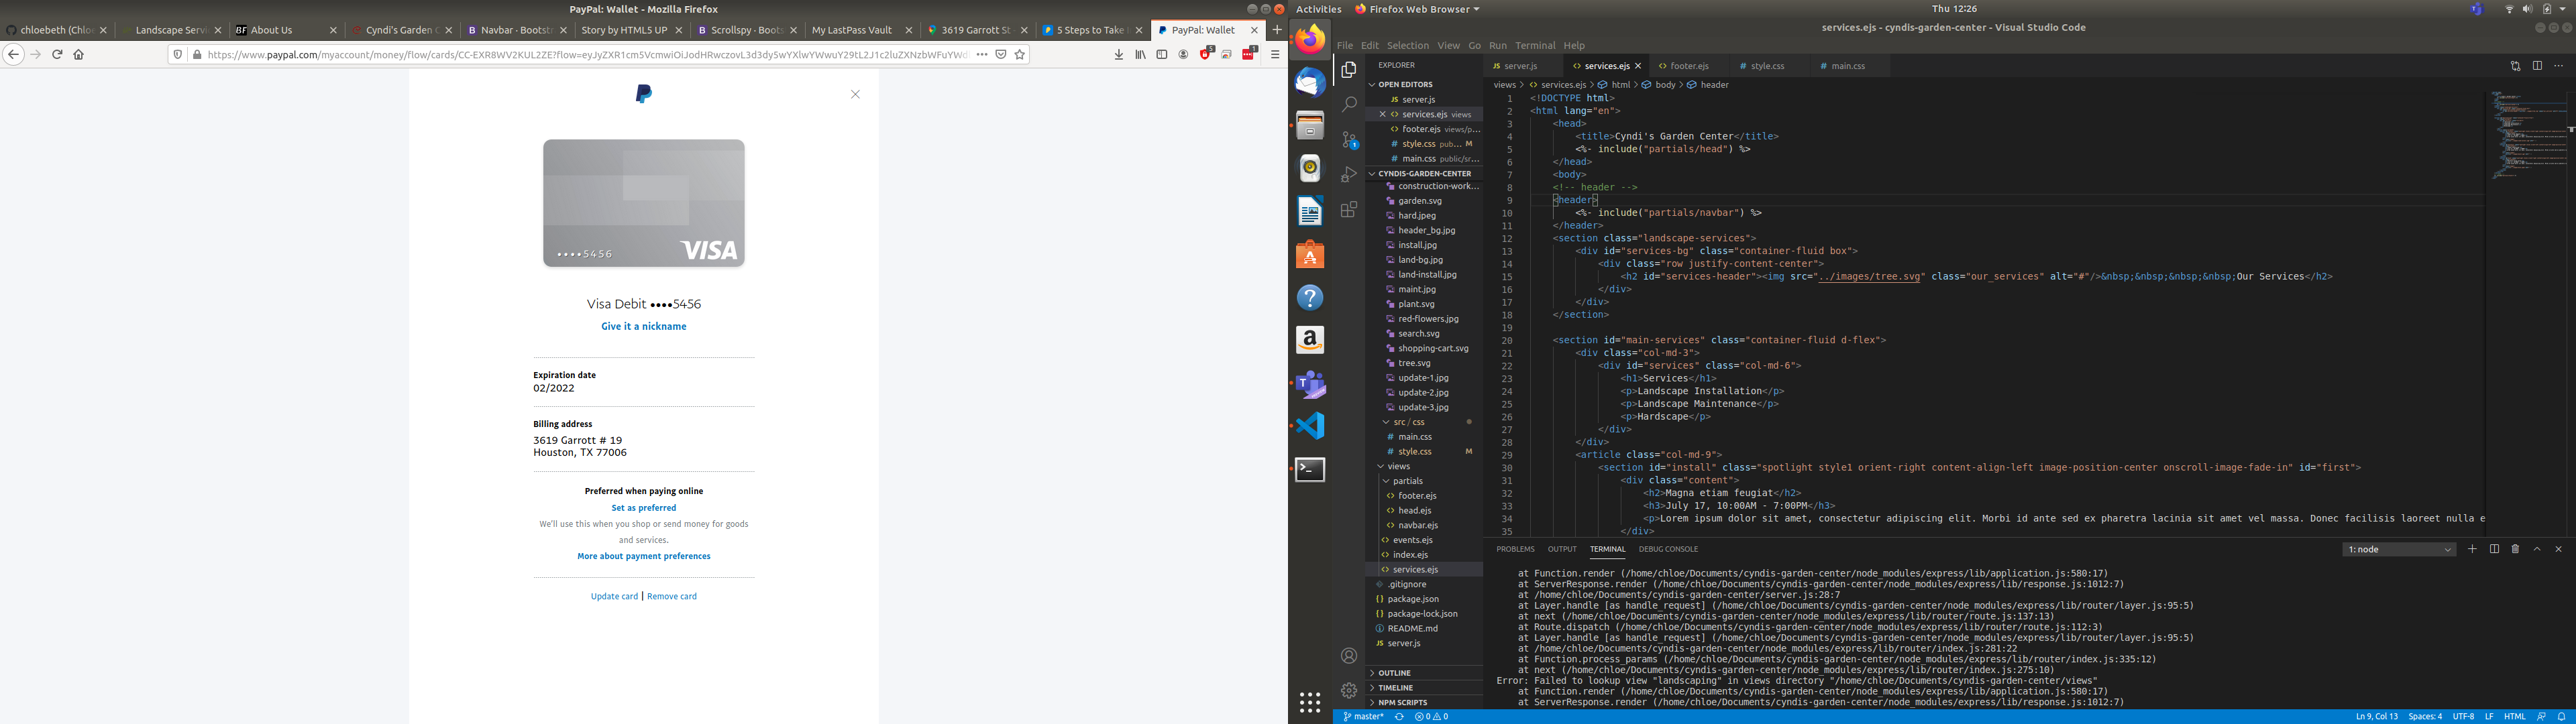 PayPal: Wallet - Mozilla Firefox
chloebeth (Chloe
Landscape Servi
BF About Us
Cyndi's Garden C
B Navbar · Bootstr
Story by HTML5 UP
B Scrollspy · Boots
My LastPass Vault
3619 Garrott St
5 Steps to Take
PayPal: Wallet
VISA
••••5456
Visa Debit ••••5456
Give it a nickname
Expiration date
02/2022
Billing address
3619 Garrott # 19
Houston, TX 77006
Preferred when paying online
Set as preferred
We'll use this when you shop or send money for goods
and services.
More about payment preferences
Update card | Remove card
Activities
Firefox Web Browser
Thu 12:26
services.ejs - cyndis-garden-center - Visual Studio Code
File Edit Selection View Go Run Terminal Help
EXPLORER
OPEN EDITORS
JS server.js
services.ejs views
footer.ejs views/p...
# style.css pub... M
# main.css public/sr...
CYNDIS-GARDEN-CENTER
construction-work...
garden.svg
hard.jpeg
header_bg.jpg
install.jpg
land-bg.jpg
land-install.jpg
maint.jpg
plant.svg
red-flowers.jpg
search.svg
shopping-cart.svg
tree.svg
update-1.jpg
update-2.jpg
update-3.jpg
src / css
# main.css
# style.css M
views
partials
footer.ejs
head.ejs
navbar.ejs
events.ejs
index.ejs
services.ejs
.gitignore
package.json
package-lock.json
README.md
JS server.js
OUTLINE
TIMELINE
NPM SCRIPTS
JS server.js
services.ejs
footer.ejs
# style.css
# main.css
views > services.ejs > html > body > header
1 <!DOCTYPE html>
2 <html lang="en">
3 <head>
4 <title>Cyndi's Garden Center</title>
5 <%- include("partials/head") %>
6 </head>
7 <body>
8 <!-- header -->
9 <header>
10 <%- include("partials/navbar") %>
11 </header>
12 <section class="landscape-services">
13 <div id="services-bg" class="container-fluid box">
14 <div class="row justify-content-center">
15 <h2 id="services-header"><img src="../images/tree.svg" class="our_services" alt="#"/>&nbsp;&nbsp;&nbsp;&nbsp;Our Services</h2>
16 </div>
17 </div>
18 </section>
19
20 <section id="main-services" class="container-fluid d-flex">
21 <div class="col-md-3">
22 <div id="services" class="col-md-6">
23 <h1>Services</h1>
24 <p>Landscape Installation</p>
25 <p>Landscape Maintenance</p>
26 <p>Hardscape</p>
27 </div>
28 </div>
29 <article class="col-md-9">
30 <section id="install" class="spotlight style1 orient-right content-align-left image-position-center onscroll-image-fade-in" id="first">
31 <div class="content">
32 <h2>Magna etiam feugiat</h2>
33 <h3>July 17, 10:00AM - 7:00PM</h3>
34 <p>Lorem ipsum dolor sit amet, consectetur adipiscing elit. Morbi id ante sed ex pharetra lacinia sit amet vel massa. Donec facilisis laoreet nulla e
35 </div>
PROBLEMS OUTPUT TERMINAL DEBUG CONSOLE
1: node
at Function.render (/home/chloe/Documents/cyndis-garden-center/node_modules/express/lib/application.js:580:17)
at ServerResponse.render (/home/chloe/Documents/cyndis-garden-center/node_modules/express/lib/response.js:1012:7)
at /home/chloe/Documents/cyndis-garden-center/server.js:28:7
at Layer.handle [as handle_request] (/home/chloe/Documents/cyndis-garden-center/node_modules/express/lib/router/layer.js:95:5)
at next (/home/chloe/Documents/cyndis-garden-center/node_modules/express/lib/router/route.js:137:13)
at Route.dispatch (/home/chloe/Documents/cyndis-garden-center/node_modules/express/lib/router/route.js:112:3)
at Layer.handle [as handle_request] (/home/chloe/Documents/cyndis-garden-center/node_modules/express/lib/router/layer.js:95:5)
at /home/chloe/Documents/cyndis-garden-center/node_modules/express/lib/router/index.js:281:22
at Function.process_params (/home/chloe/Documents/cyndis-garden-center/node_modules/express/lib/router/index.js:335:12)
at next (/home/chloe/Documents/cyndis-garden-center/node_modules/express/lib/router/index.js:275:10)
Error: Failed to lookup view "landscaping" in views directory "/home/chloe/Documents/cyndis-garden-center/views"
at Function.render (/home/chloe/Documents/cyndis-garden-center/node_modules/express/lib/application.js:580:17)
at ServerResponse.render (/home/chloe/Documents/cyndis-garden-center/node_modules/express/lib/response.js:1012:7)
master*
0 0
Ln 9, Col 13 Spaces: 4 UTF-8 LF HTML